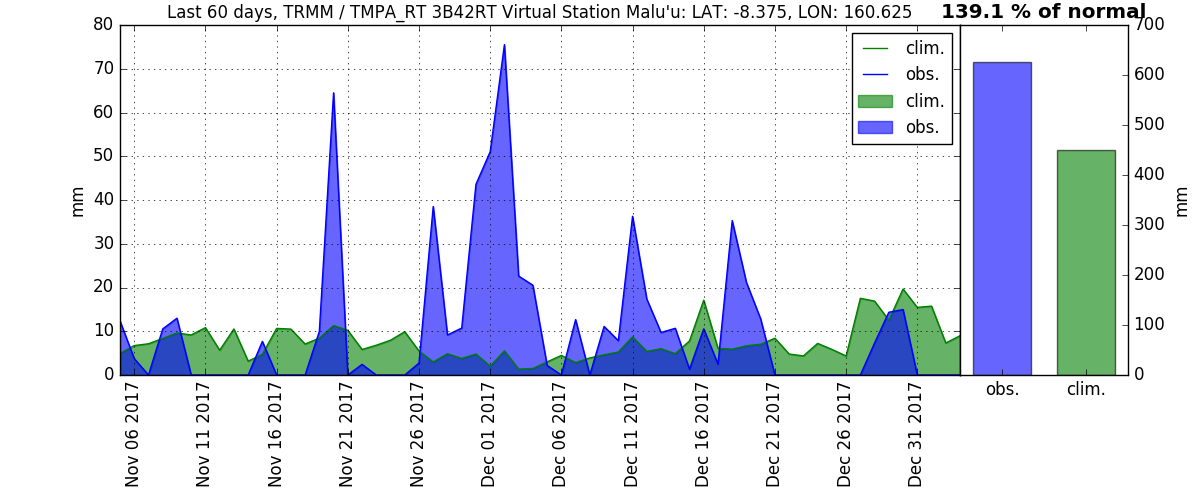 Last 60 days, TRMM / TMPA_RT 3B42RT Virtual Station Malu'u: LAT: -8.375, LON: 160.625
139.1 % of normal
80
70
60
50
40
30
20
10
0
mm
clim.
obs.
clim.
obs.
700
600
500
400
300
200
100
0
mm
Nov 06 2017
Nov 11 2017
Nov 16 2017
Nov 21 2017
Nov 26 2017
Dec 01 2017
Dec 06 2017
Dec 11 2017
Dec 16 2017
Dec 21 2017
Dec 26 2017
Dec 31 2017
obs.
clim.